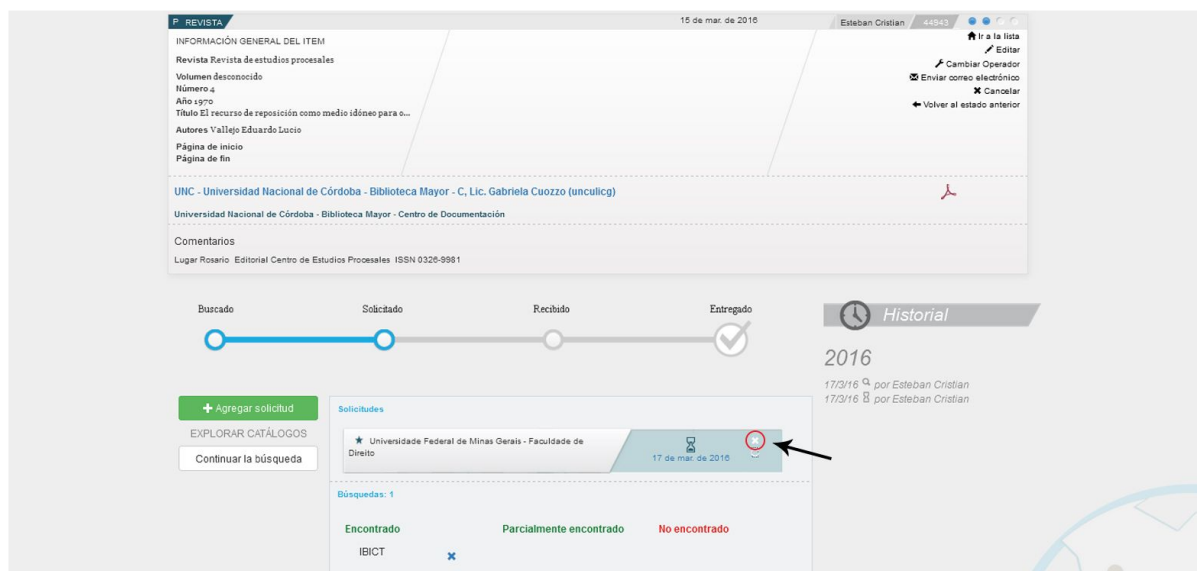 P REVISTA
15 de mar. de 2016
Esteban Cristian
44943
INFORMACIÓN GENERAL DEL ITEM
Revista Revista de estudios procesales
Volumen desconocido
Número 4
Año 1970
Título El recurso de reposición como medio idóneo para o...
Autores Vallejo Eduardo Lucio
Página de inicio
Página de fin
Ir a la lista
Editar
Cambiar Operador
Enviar correo electrónico
Cancelar
Volver al estado anterior
UNC - Universidad Nacional de Córdoba - Biblioteca Mayor - C, Lic. Gabriela Cuozzo (unculicg)
Universidad Nacional de Córdoba - Biblioteca Mayor - Centro de Documentación
Comentarios
Lugar Rosario Editorial Centro de Estudios Procesales ISSN 0326-9981
Buscado
Solicitado
Recibido
Entregado
Historial
2016
17/3/16 por Esteban Cristian
17/3/16 por Esteban Cristian
+ Agregar solicitud
EXPLORAR CATÁLOGOS
Continuar la búsqueda
Solicitudes
Universidade Federal de Minas Gerais - Faculdade de
Direito
17 de mar. de 2016
Búsquedas: 1
Encontrado
Parcialmente encontrado
No encontrado
IBICT